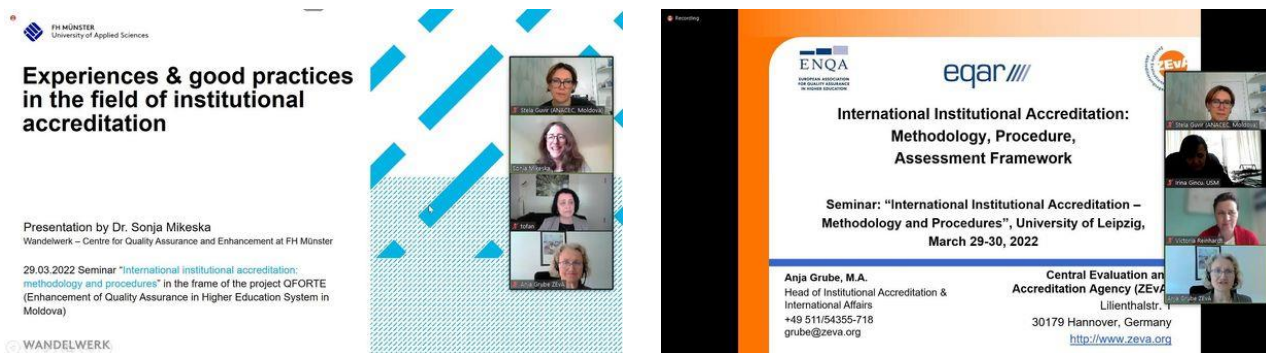 FH MÜNSTER
University of Applied Sciences
Experiences & good practices
in the field of institutional
accreditation
Presentation by Dr. Sonja Mikeska
Wandelwerk – Centre for Quality Assurance and Enhancement at FH Münster
29.03.2022 Seminar "International institutional accreditation:
methodology and procedures" in the frame of the project QFORTE
(Enhancement of Quality Assurance in Higher Education System in
Moldova)
WANDELWERK
Stela Guvir (ANACEC, Moldova)
Sonja Mikeska
tofan
Anja Grube ZEvA
Recording
ENQA
EUROPEAN ASSOCIATION
FOR QUALITY ASSURANCE
IN HIGHER EDUCATION
eqar
ZEvA
International Institutional Accreditation:
Methodology, Procedure,
Assessment Framework
Seminar: "International Institutional Accreditation –
Methodology and Procedures", University of Leipzig,
March 29-30, 2022
Anja Grube, M.A.
Head of Institutional Accreditation &
International Affairs
+49 511/54355-718
grube@zeva.org
Central Evaluation an
Accreditation Agency (ZEvA
Lilienthalstr. 1
30179 Hannover, Germany
http://www.zeva.org
Stela Guvir (ANACEC, Moldova)
Irina Gincu, USM
Victoria Reinhardt
Anja Grube ZEvA